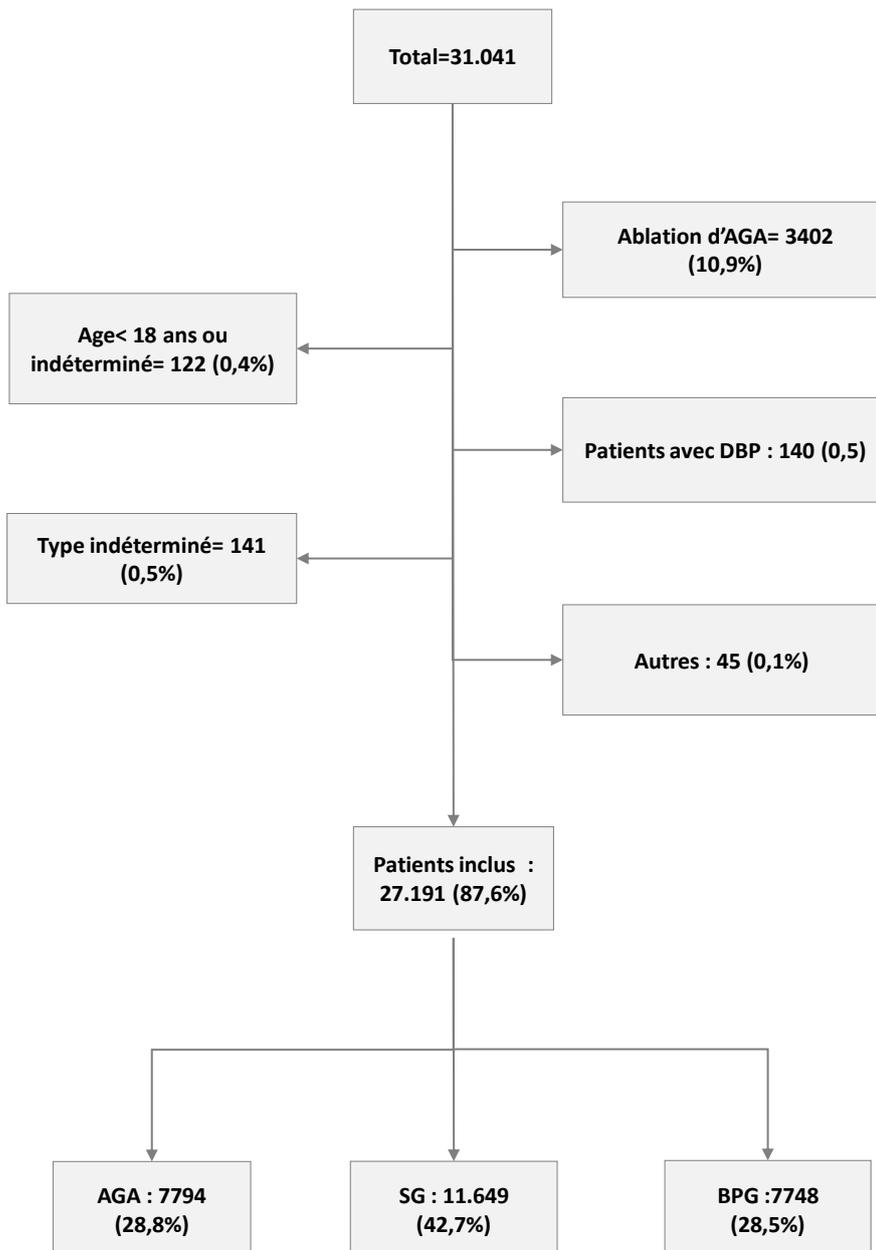 Total=31.041
Ablation d’AGA= 3402
(10,9%)
Age< 18 ans ou
indéterminé= 122 (0,4%)
Patients avec DBP : 140 (0,5)
Type indéterminé= 141
(0,5%)
Autres : 45 (0,1%)
Patients inclus :
27.191 (87,6%)
AGA : 7794
(28,8%)
SG : 11.649
(42,7%)
BPG :7748
(28,5%)